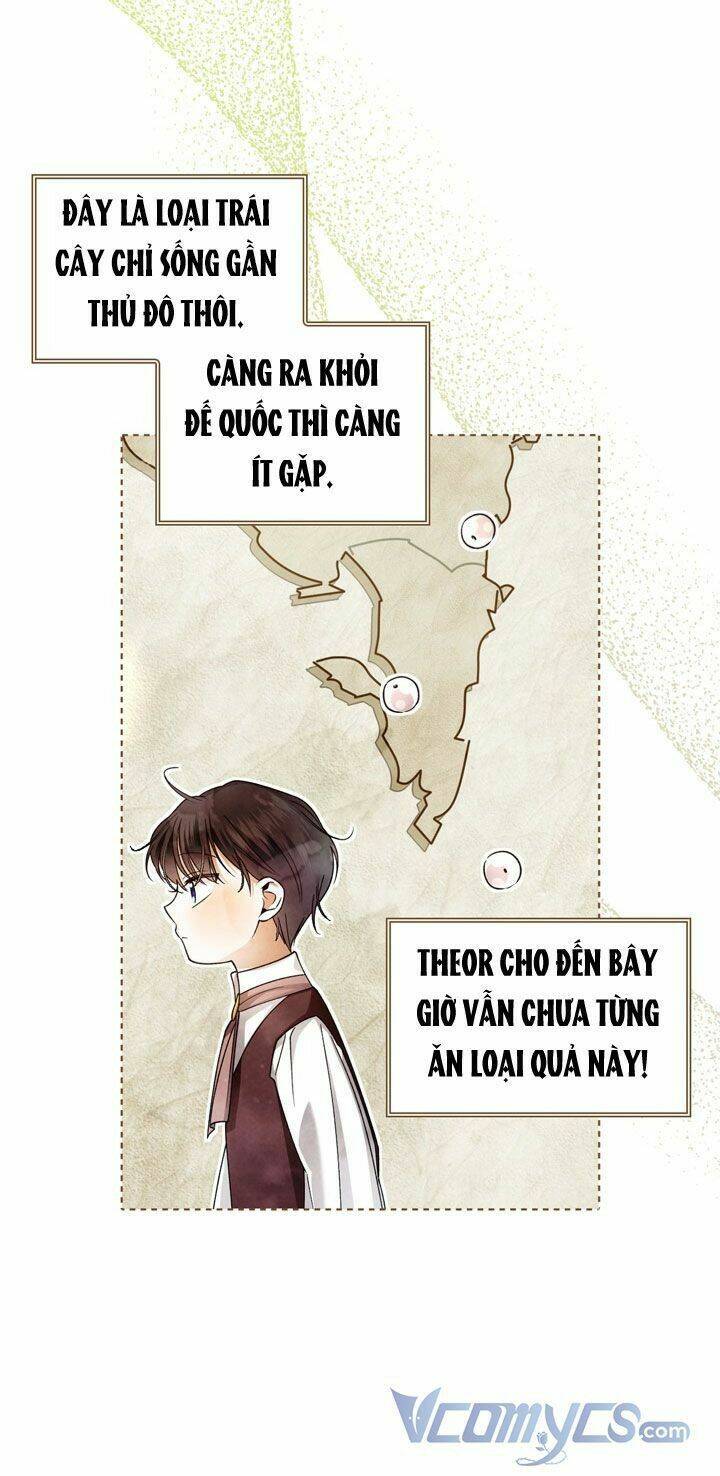 ĐÂY LÀ LOẠI TRÁI
CÂY CHỈ SỐNG GẦN
THỦ ĐÔ THÔI.
CÀNG RA KHỎI
ĐẾ QUỐC THÌ CÀNG
ÍT GẶP.
THEOR CHO ĐẾN BÂY
GIỜ VẪN CHƯA TỪNG
ĂN LOẠI QUẢ NÀY!
VCOMYCS.com